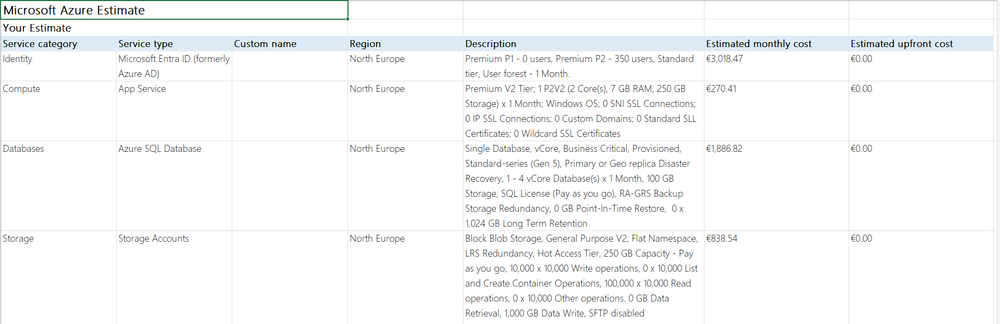 Microsoft Azure Estimate
Your Estimate
Service category Service type Custom name Region Description Estimated monthly cost Estimated upfront cost
Identity Microsoft Entra ID (formerly North Europe Premium P1 - 0 users, Premium P2 - 350 users, Standard €3,018.47 €0.00
Azure AD) tier, User forest - 1 Month.
Compute App Service North Europe Premium V2 Tier; 1 P2V2 (2 Core(s), 7 GB RAM, 250 GB €270.41 €0.00
Storage) x 1 Month; Windows OS; 0 SNI SSL Connections;
0 IP SSL Connections; 0 Custom Domains; 0 Standard SLL
Certificates; 0 Wildcard SSL Certificates
Databases Azure SQL Database North Europe Single Database, vCore, Business Critical, Provisioned, €1,886.82 €0.00
Standard-series (Gen 5), Primary or Geo replica Disaster
Recovery, 1 - 4 vCore Database(s) x 1 Month, 100 GB
Storage, SQL License (Pay as you go), RA-GRS Backup
Storage Redundancy, 0 GB Point-In-Time Restore, 0 x
1,024 GB Long Term Retention
Storage Storage Accounts North Europe Block Blob Storage, General Purpose V2, Flat Namespace, €838.54 €0.00
LRS Redundancy, Hot Access Tier, 250 GB Capacity - Pay
as you go, 10,000 x 10,000 Write operations, 0 x 10,000 List
and Create Container Operations, 100,000 x 10,000 Read
operations, 0 x 10,000 Other operations. 0 GB Data
Retrieval, 1,000 GB Data Write, SFTP disabled